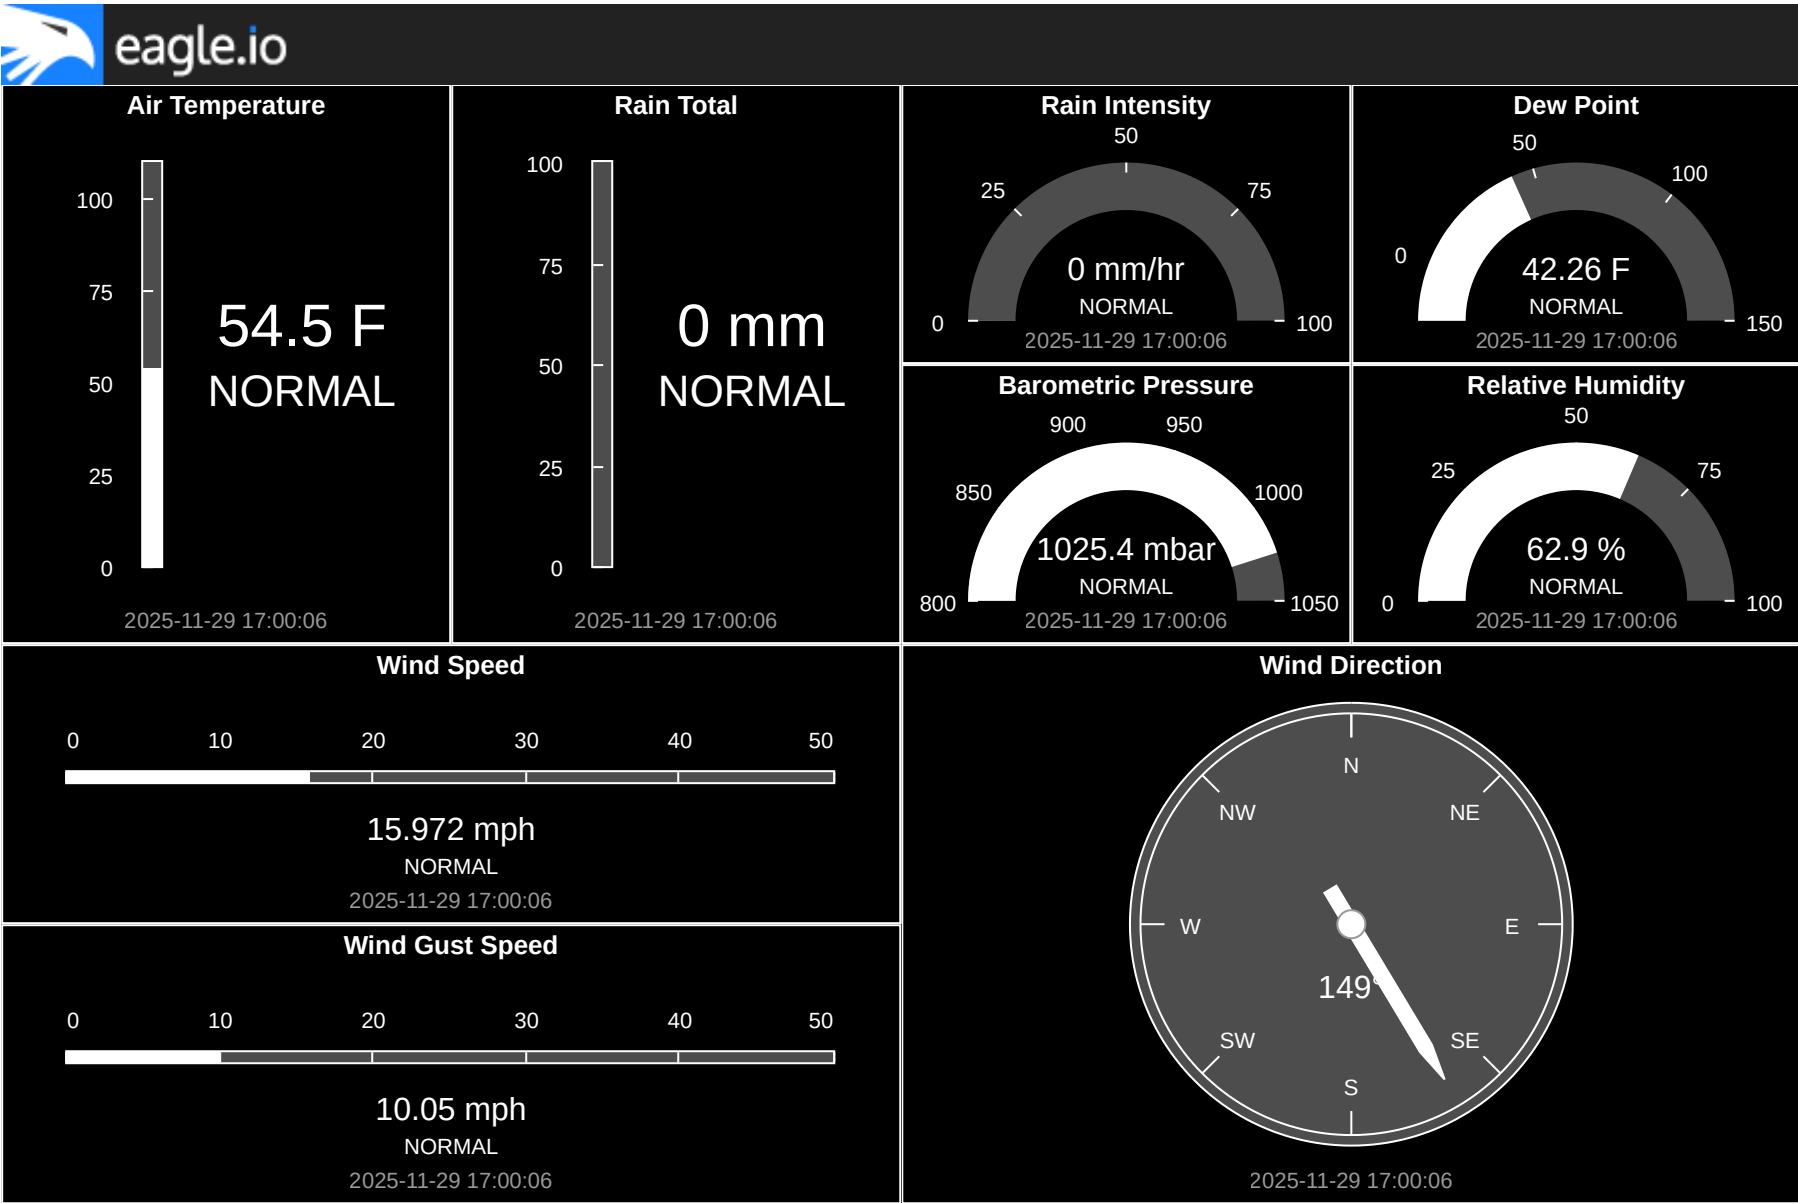 eagle.io
Air Temperature
100
75
50
25
0
54.5 F
NORMAL
2025-11-29 17:00:06
Rain Total
100
75
50
25
0
0 mm
NORMAL
2025-11-29 17:00:06
Rain Intensity
50
25
75
0
100
0 mm/hr
NORMAL
2025-11-29 17:00:06
Dew Point
50
100
0
150
42.26 F
NORMAL
2025-11-29 17:00:06
Barometric Pressure
900
950
850
1000
800
1050
1025.4 mbar
NORMAL
2025-11-29 17:00:06
Relative Humidity
50
25
75
0
100
62.9 %
NORMAL
2025-11-29 17:00:06
Wind Speed
0 10 20 30 40 50
15.972 mph
NORMAL
2025-11-29 17:00:06
Wind Gust Speed
0 10 20 30 40 50
10.05 mph
NORMAL
2025-11-29 17:00:06
Wind Direction
N
NW NE
W E
149°
SW SE
S
2025-11-29 17:00:06